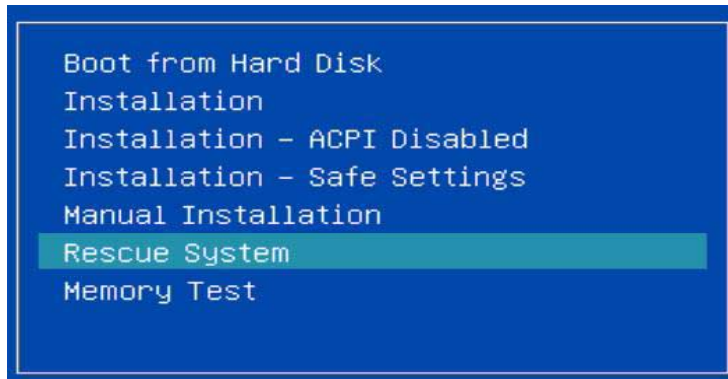 Boot from Hard Disk
Installation
Installation – ACPI Disabled
Installation – Safe Settings
Manual Installation
Rescue System
Memory Test